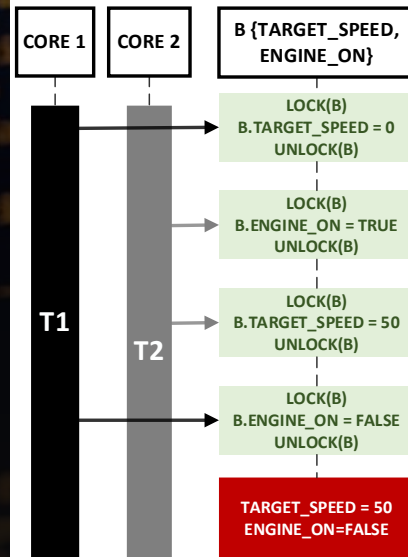 CORE 1
CORE 2
B {TARGET_SPEED,
ENGINE_ON}
LOCK(B)
B.TARGET_SPEED = 0
UNLOCK(B)
LOCK(B)
B.ENGINE_ON = TRUE
UNLOCK(B)
T1
T2
LOCK(B)
B.TARGET_SPEED = 50
UNLOCK(B)
LOCK(B)
B.ENGINE_ON = FALSE
UNLOCK(B)
TARGET_SPEED = 50
ENGINE_ON=FALSE